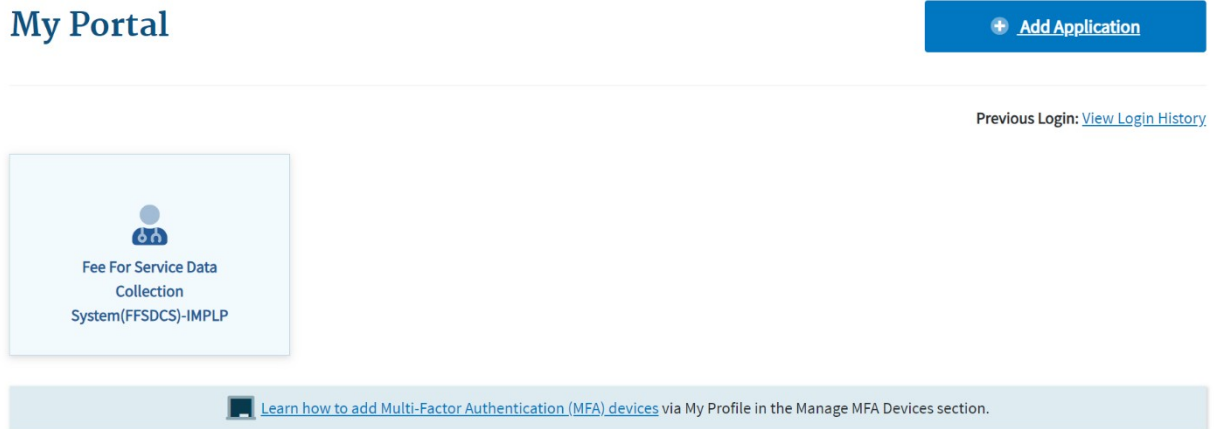 My Portal
Add Application
Previous Login: View Login History
Fee For Service Data
Collection
System(FFSDCS)-IMPLP
Learn how to add Multi-Factor Authentication (MFA) devices via My Profile in the Manage MFA Devices section.